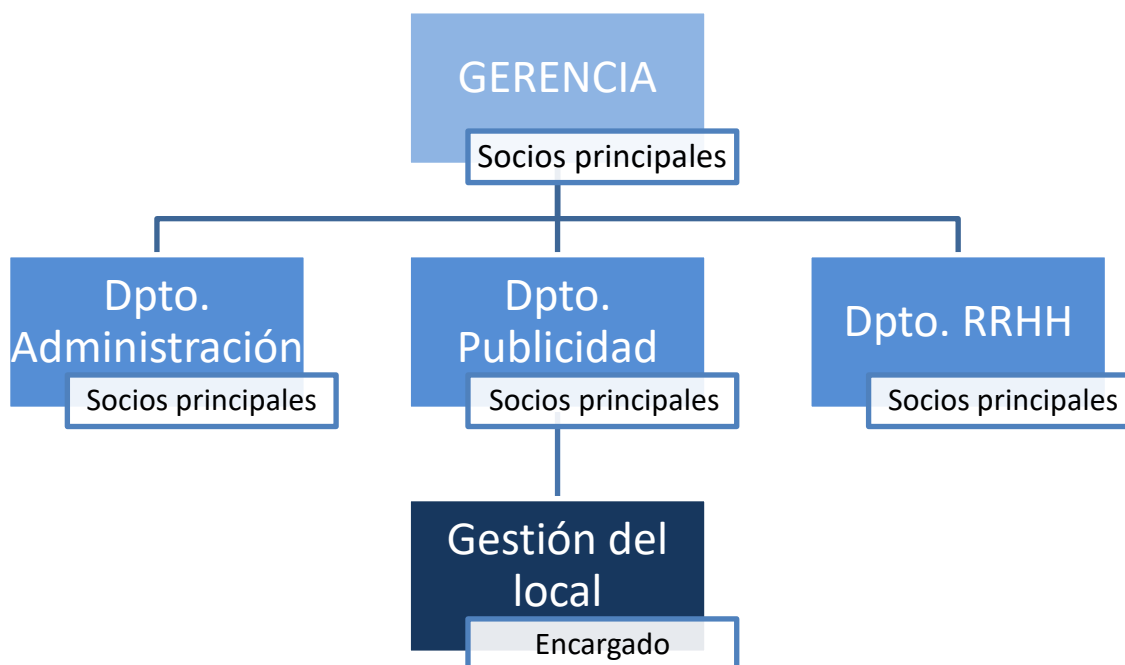 GERENCIA
Socios principales
Dpto.
Administración
Socios principales
Dpto.
Publicidad
Socios principales
Dpto. RRHH
Socios principales
Gestión del
local
Encargado